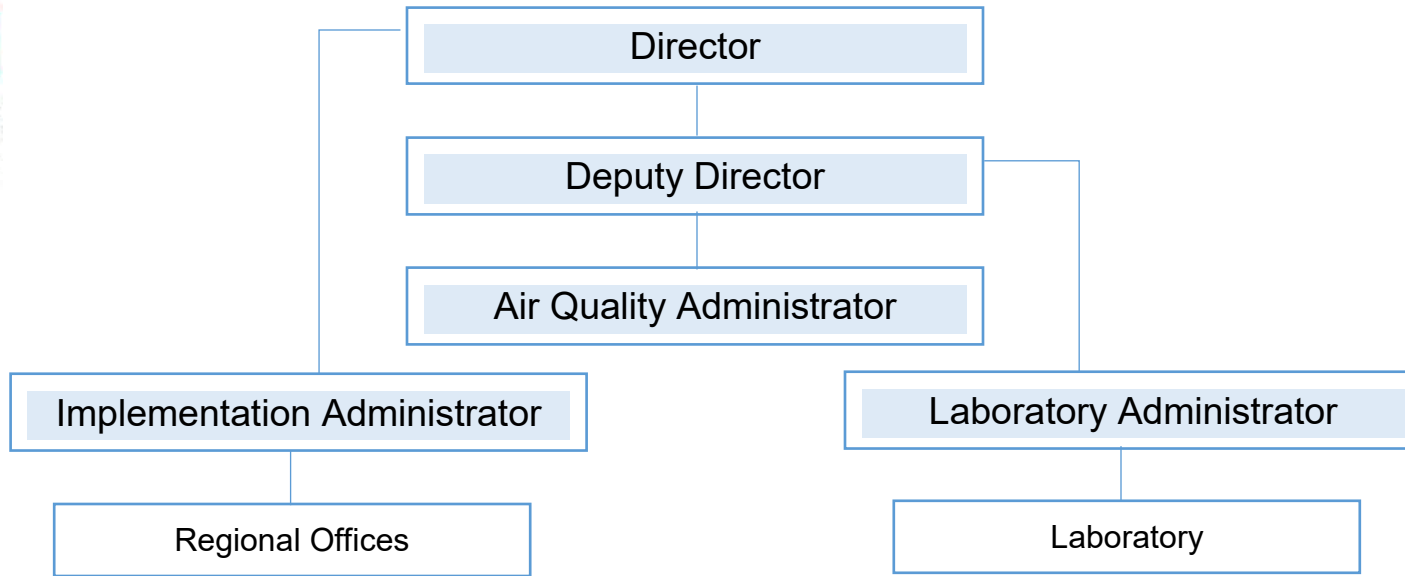 Director
Deputy Director
Air Quality Administrator
Implementation Administrator
Laboratory Administrator
Regional Offices
Laboratory